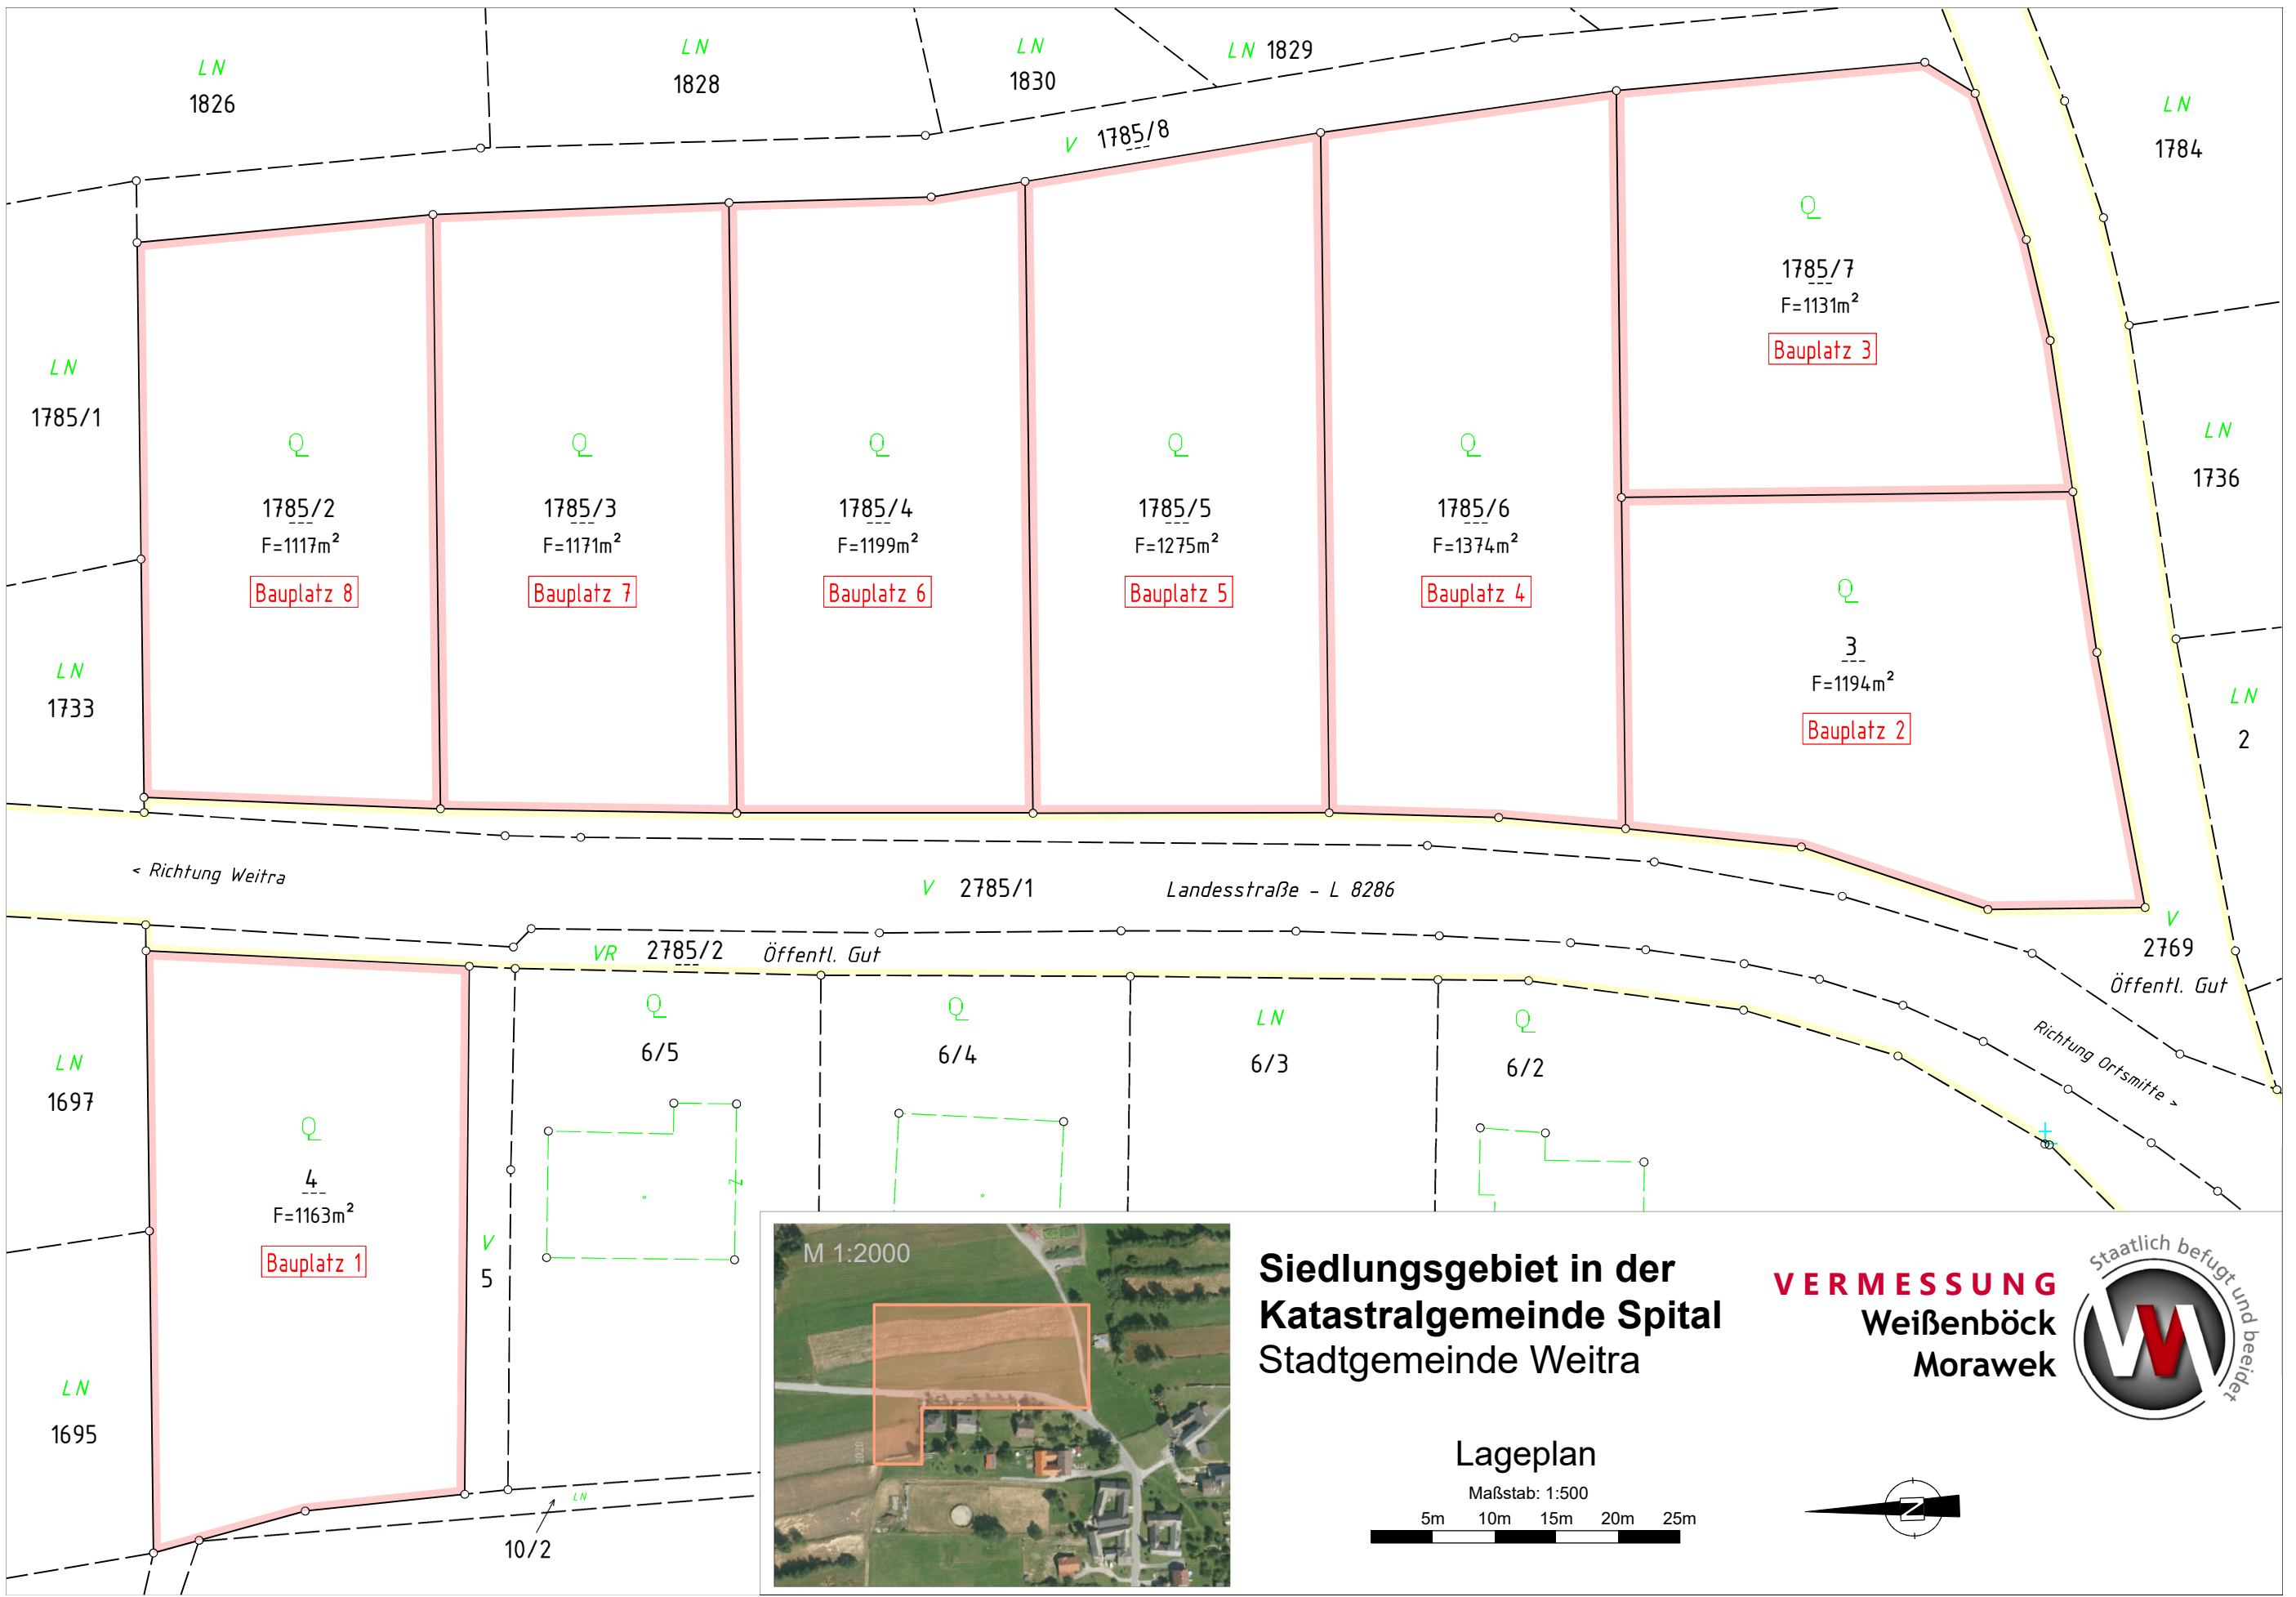 LN
1826
LN
1828
LN
1830
LN 1829
LN
1784
V 1785/8
Q
1785/7
F=1131m²
Bauplatz 3
LN
1785/1
LN
1736
Q
1785/2
F=1117m²
Bauplatz 8
Q
1785/3
F=1171m²
Bauplatz 7
Q
1785/4
F=1199m²
Bauplatz 6
Q
1785/5
F=1275m²
Bauplatz 5
Q
1785/6
F=1374m²
Bauplatz 4
Q
3
F=1194m²
Bauplatz 2
LN
1733
LN
2
< Richtung Weitra
V 2785/1
Landesstraße - L 8286
VR 2785/2 Öffentl. Gut
V
2769
Öffentl. Gut
Richtung Ortsmitte >
LN
1697
Q
6/5
Q
6/4
LN
6/3
Q
6/2
Q
4
F=1163m²
Bauplatz 1
V
5
LN
1695
LN
10/2
M 1:2000
2020
Siedlungsgebiet in der
Katastralgemeinde Spital
Stadtgemeinde Weitra
VERMESSUNG
Weißenböck
Morawek
Staatlich befugt und beeidet
Lageplan
Maßstab: 1:500
5m 10m 15m 20m 25m
N